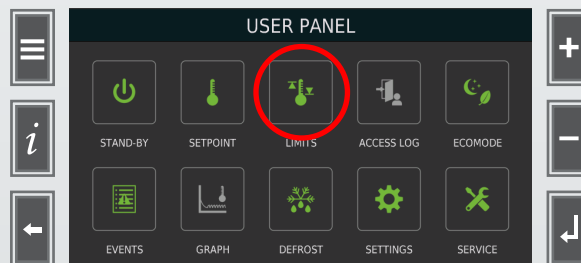 USER PANEL
STAND-BY SETPOINT LIMITS ACCESS LOG ECOMODE
i
EVENTS GRAPH DEFROST SETTINGS SERVICE